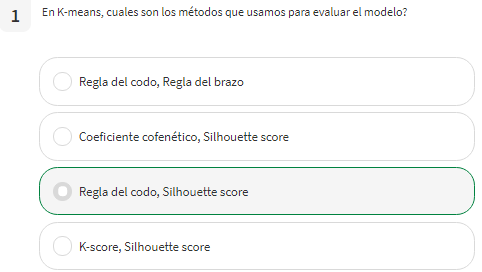 1
En K-means, cuales son los métodos que usamos para evaluar el modelo?
Regla del codo, Regla del brazo
Coeficiente cofenético, Silhouette score
Regla del codo, Silhouette score
K-score, Silhouette score